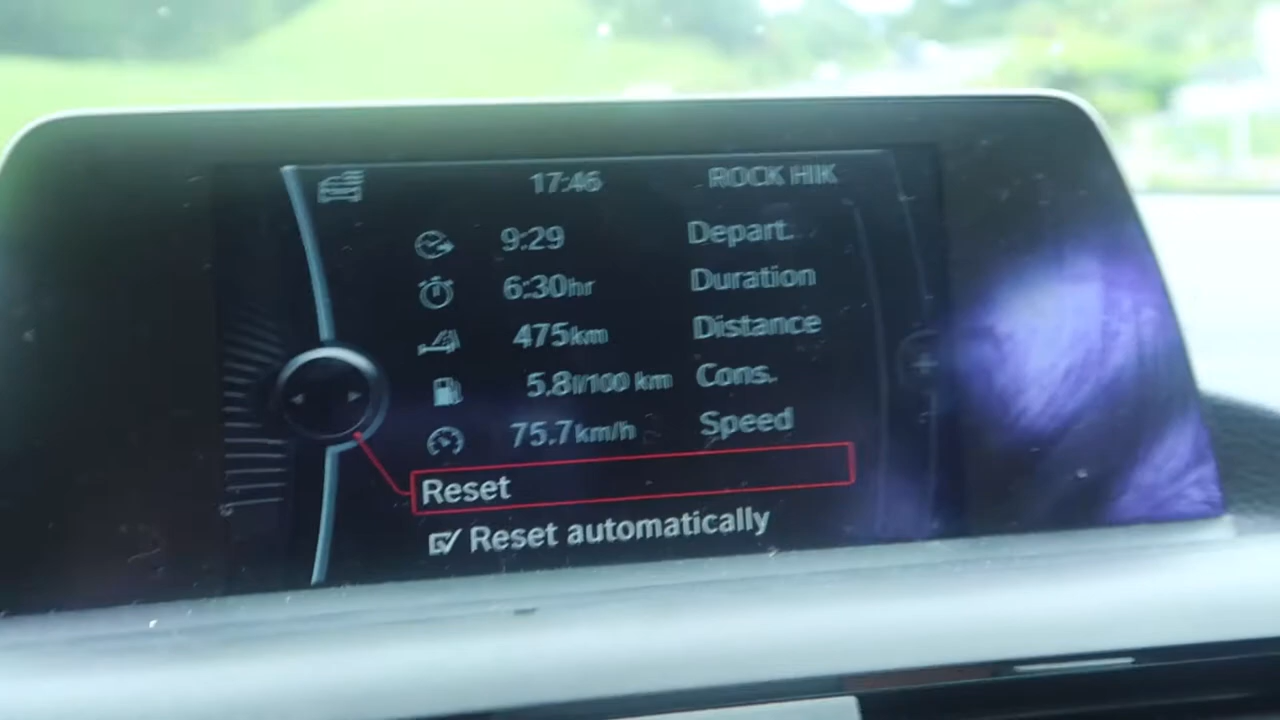 17:46 ROCK HIK
9:29 Depart.
6:30hr Duration
475km Distance
5.8l/100 km Cons.
75.7km/h Speed
Reset
Reset automatically